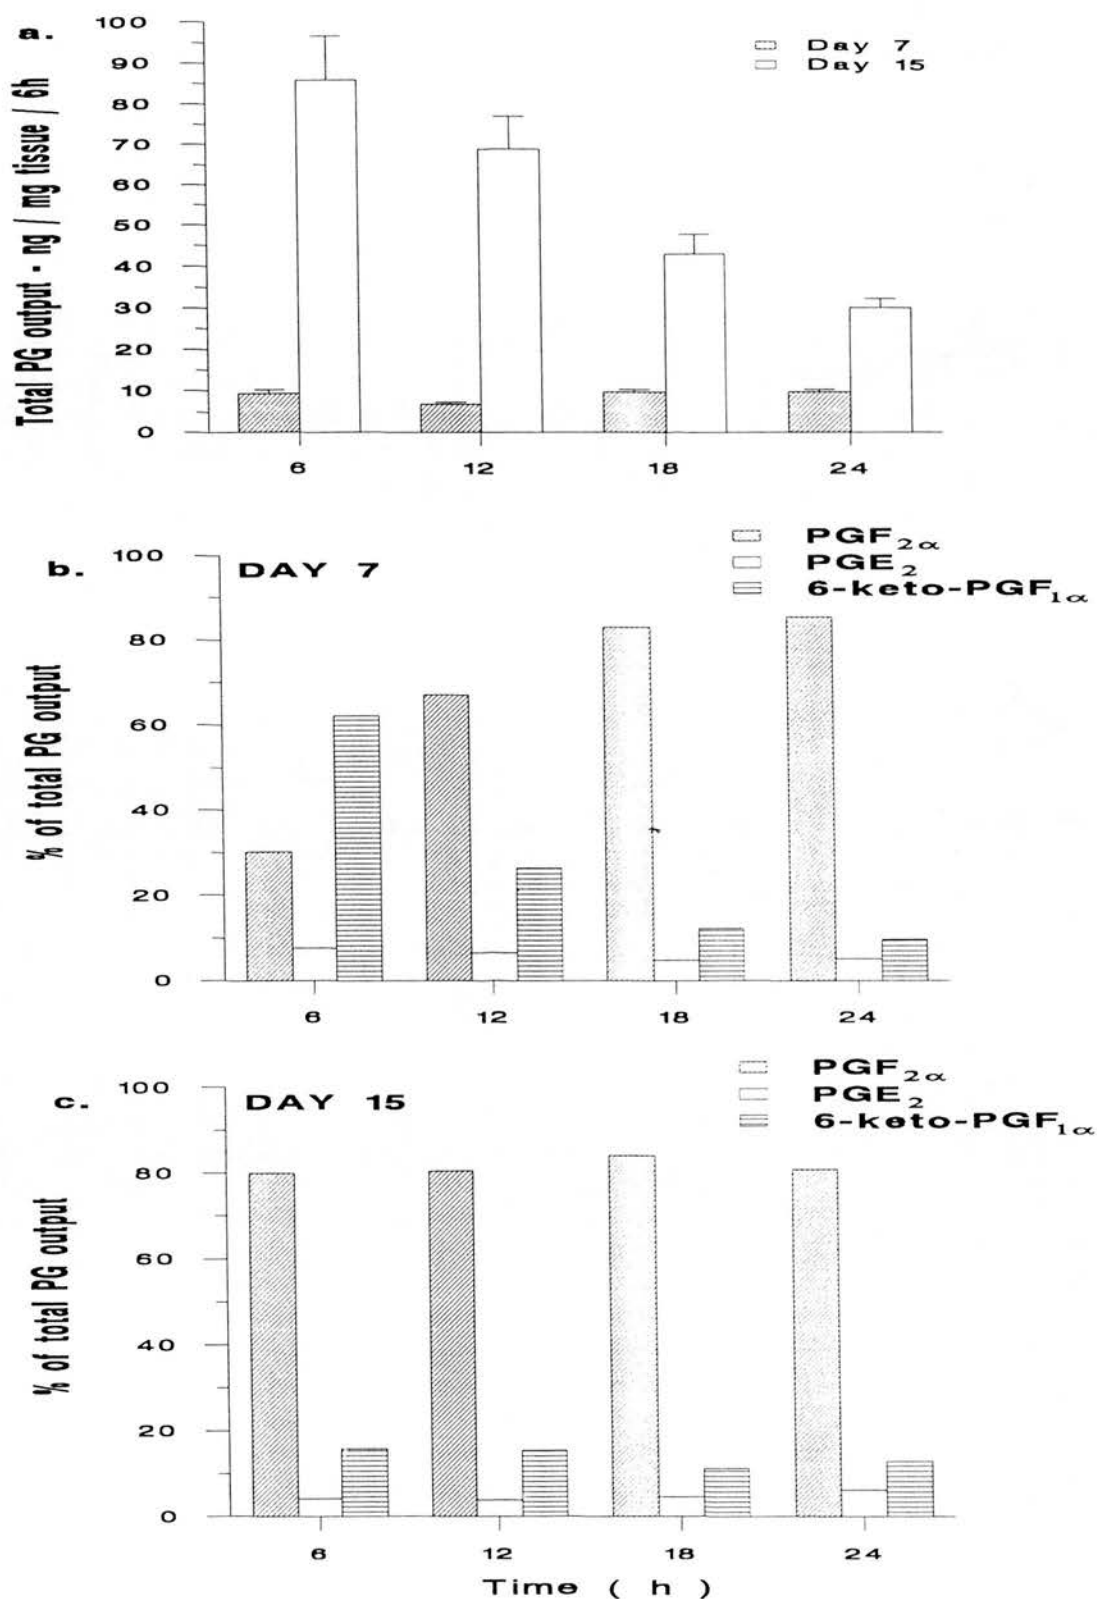 a.
Total PG output - ng / mg tissue / 6h
100
90
80
70
60
50
40
30
20
10
0
Day 7
Day 15
6 12 18 24
b.
DAY 7
% of total PG output
100
80
60
40
20
0
PGF2α
PGE2
6-keto-PGF1α
6 12 18 24
c.
DAY 15
% of total PG output
100
80
60
40
20
0
PGF2α
PGE2
6-keto-PGF1α
6 12 18 24
Time ( h )